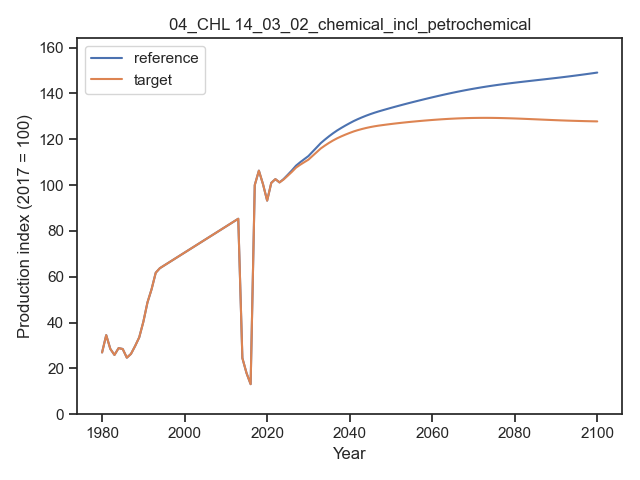 04_CHL 14_03_02_chemical_incl_petrochemical
reference
target
Production index (2017 = 100)
160
140
120
100
80
60
40
20
0
1980 2000 2020 2040 2060 2080 2100
Year